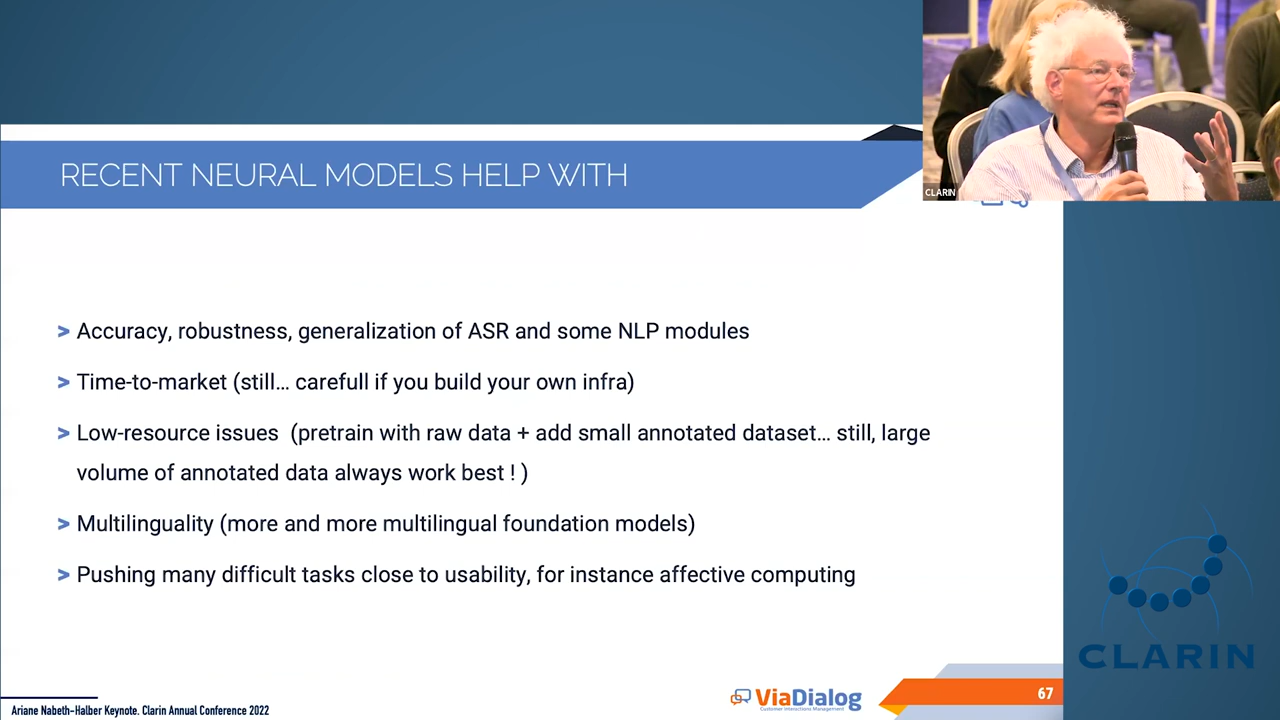 RECENT NEURAL MODELS HELP WITH
CLARIN
> Accuracy, robustness, generalization of ASR and some NLP modules
> Time-to-market (still... carefull if you build your own infra)
> Low-resource issues (pretrain with raw data + add small annotated dataset... still, large
volume of annotated data always work best ! )
> Multilinguality (more and more multilingual foundation models)
> Pushing many difficult tasks close to usability, for instance affective computing
CLARIN
Ariane Nabeth-Halber Keynote. Clarin Annual Conference 2022
ViaDialog
Customer Interactions Management
67